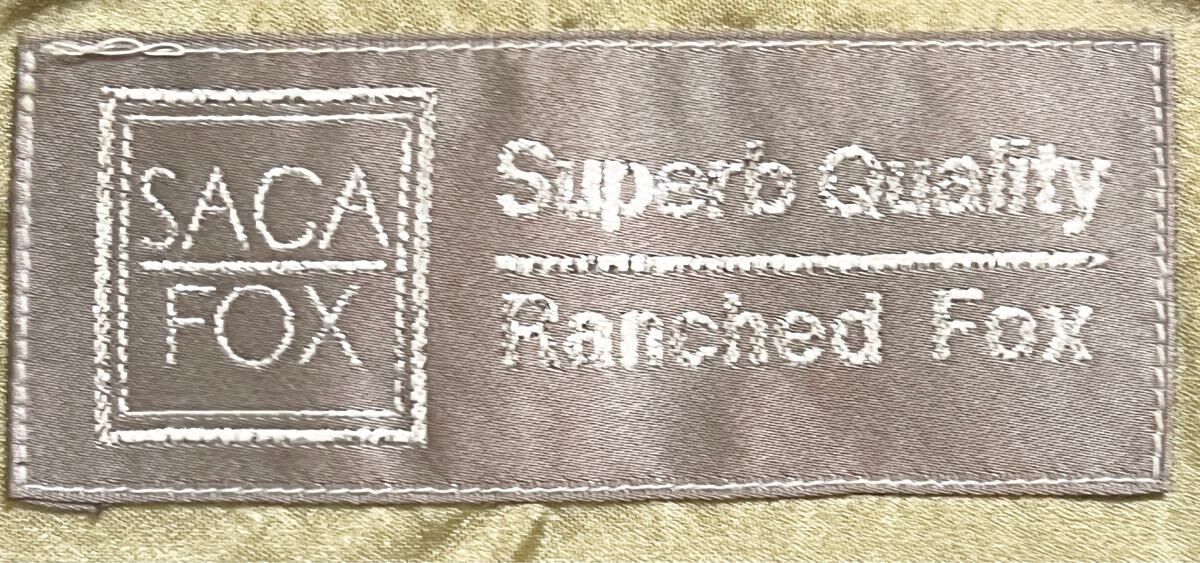 SACA
FOX
Superb Quality
Ranched Fox